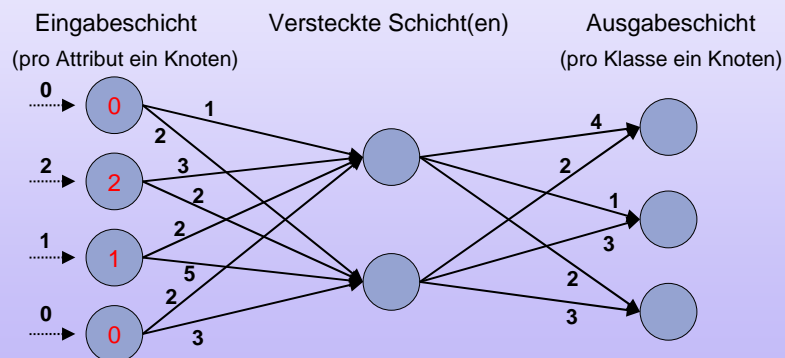 Eingabeschicht Versteckte Schicht(en) Ausgabeschicht
(pro Attribut ein Knoten) (pro Klasse ein Knoten)
0 0 1 4
2
2 2 3 2
2 1
1 1 2 3
5
0 0 2 2
3 3